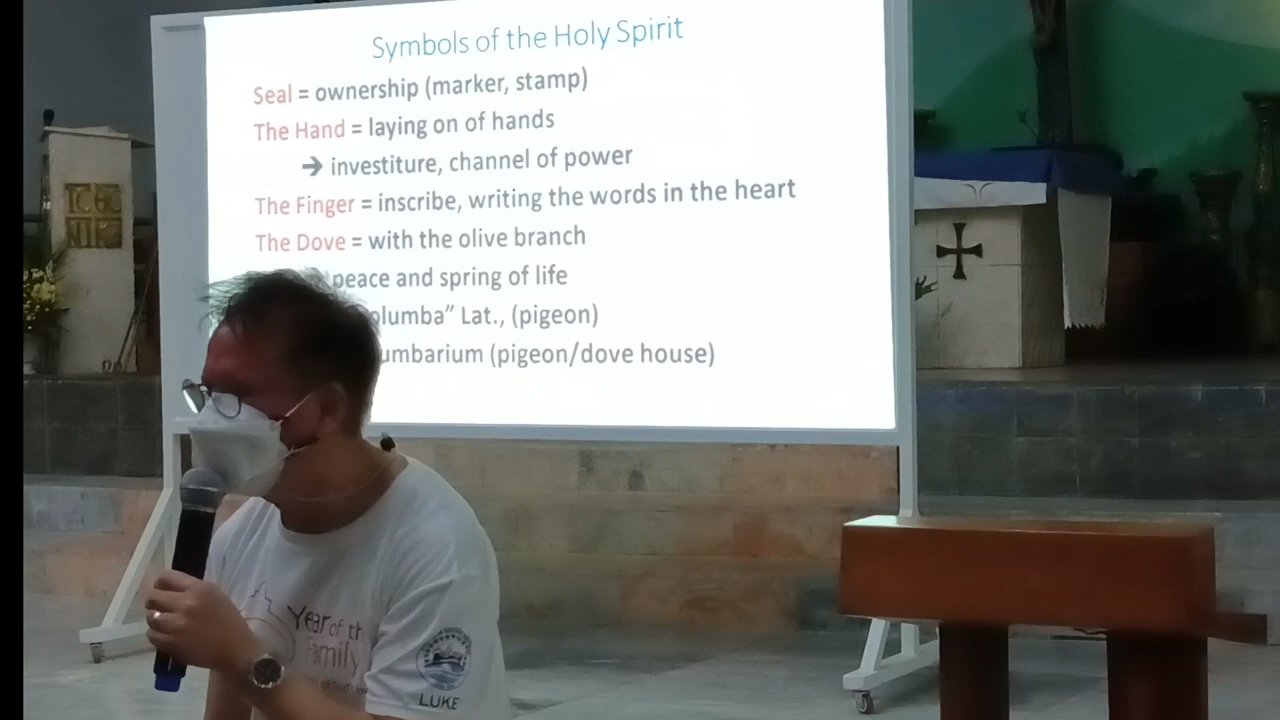 Symbols of the Holy Spirit
Seal = ownership (marker, stamp)
The Hand = laying on of hands
→ investiture, channel of power
The Finger = inscribe, writing the words in the heart
The Dove = with the olive branch
peace and spring of life
olumba” Lat., (pigeon)
umbarium (pigeon/dove house)
Year of th
Family
LUKE